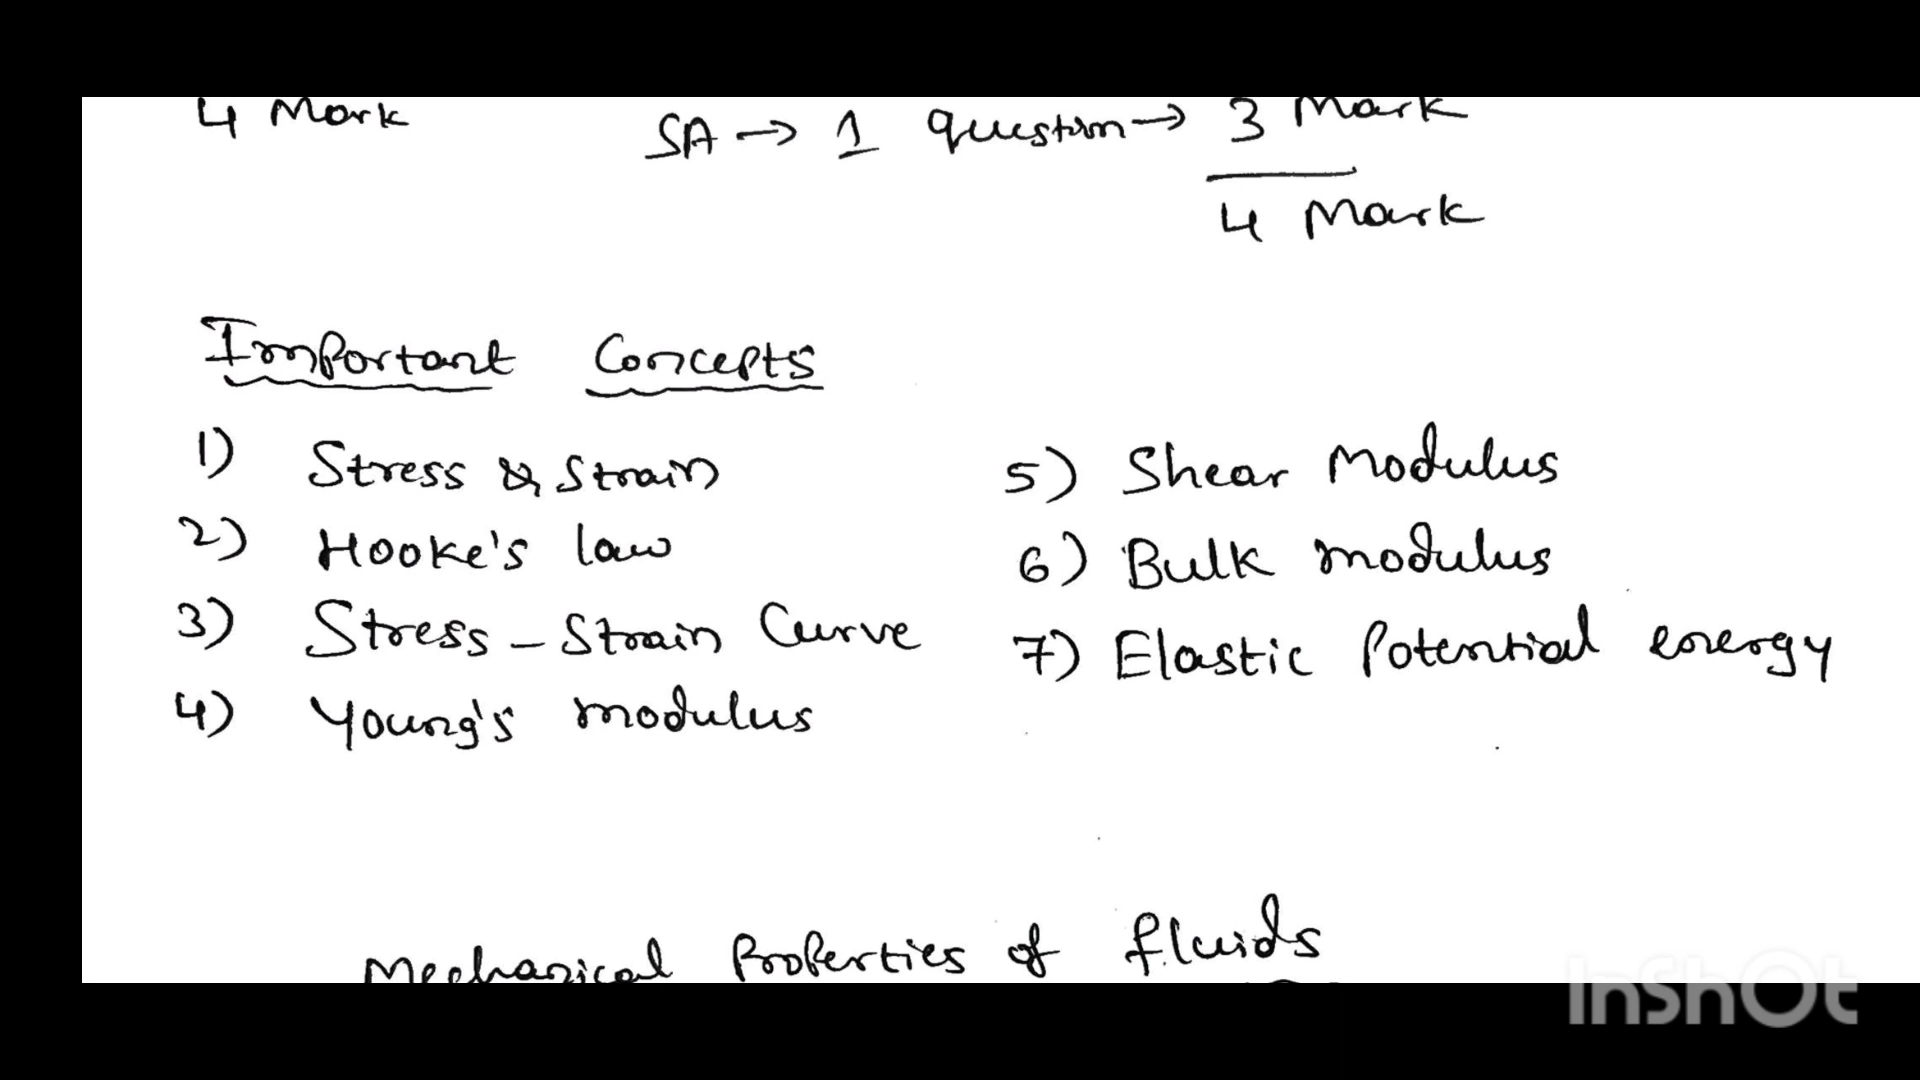 4 Mark
SA → 1 question → 3 Mark
4 Mark
Important Concepts
1) Stress & Strain
2) Hooke's law
3) Stress - Strain Curve
4) Young's modulus
5) Shear Modulus
6) Bulk modulus
7) Elastic Potential energy
Mechanical Properties of fluids
InShOt